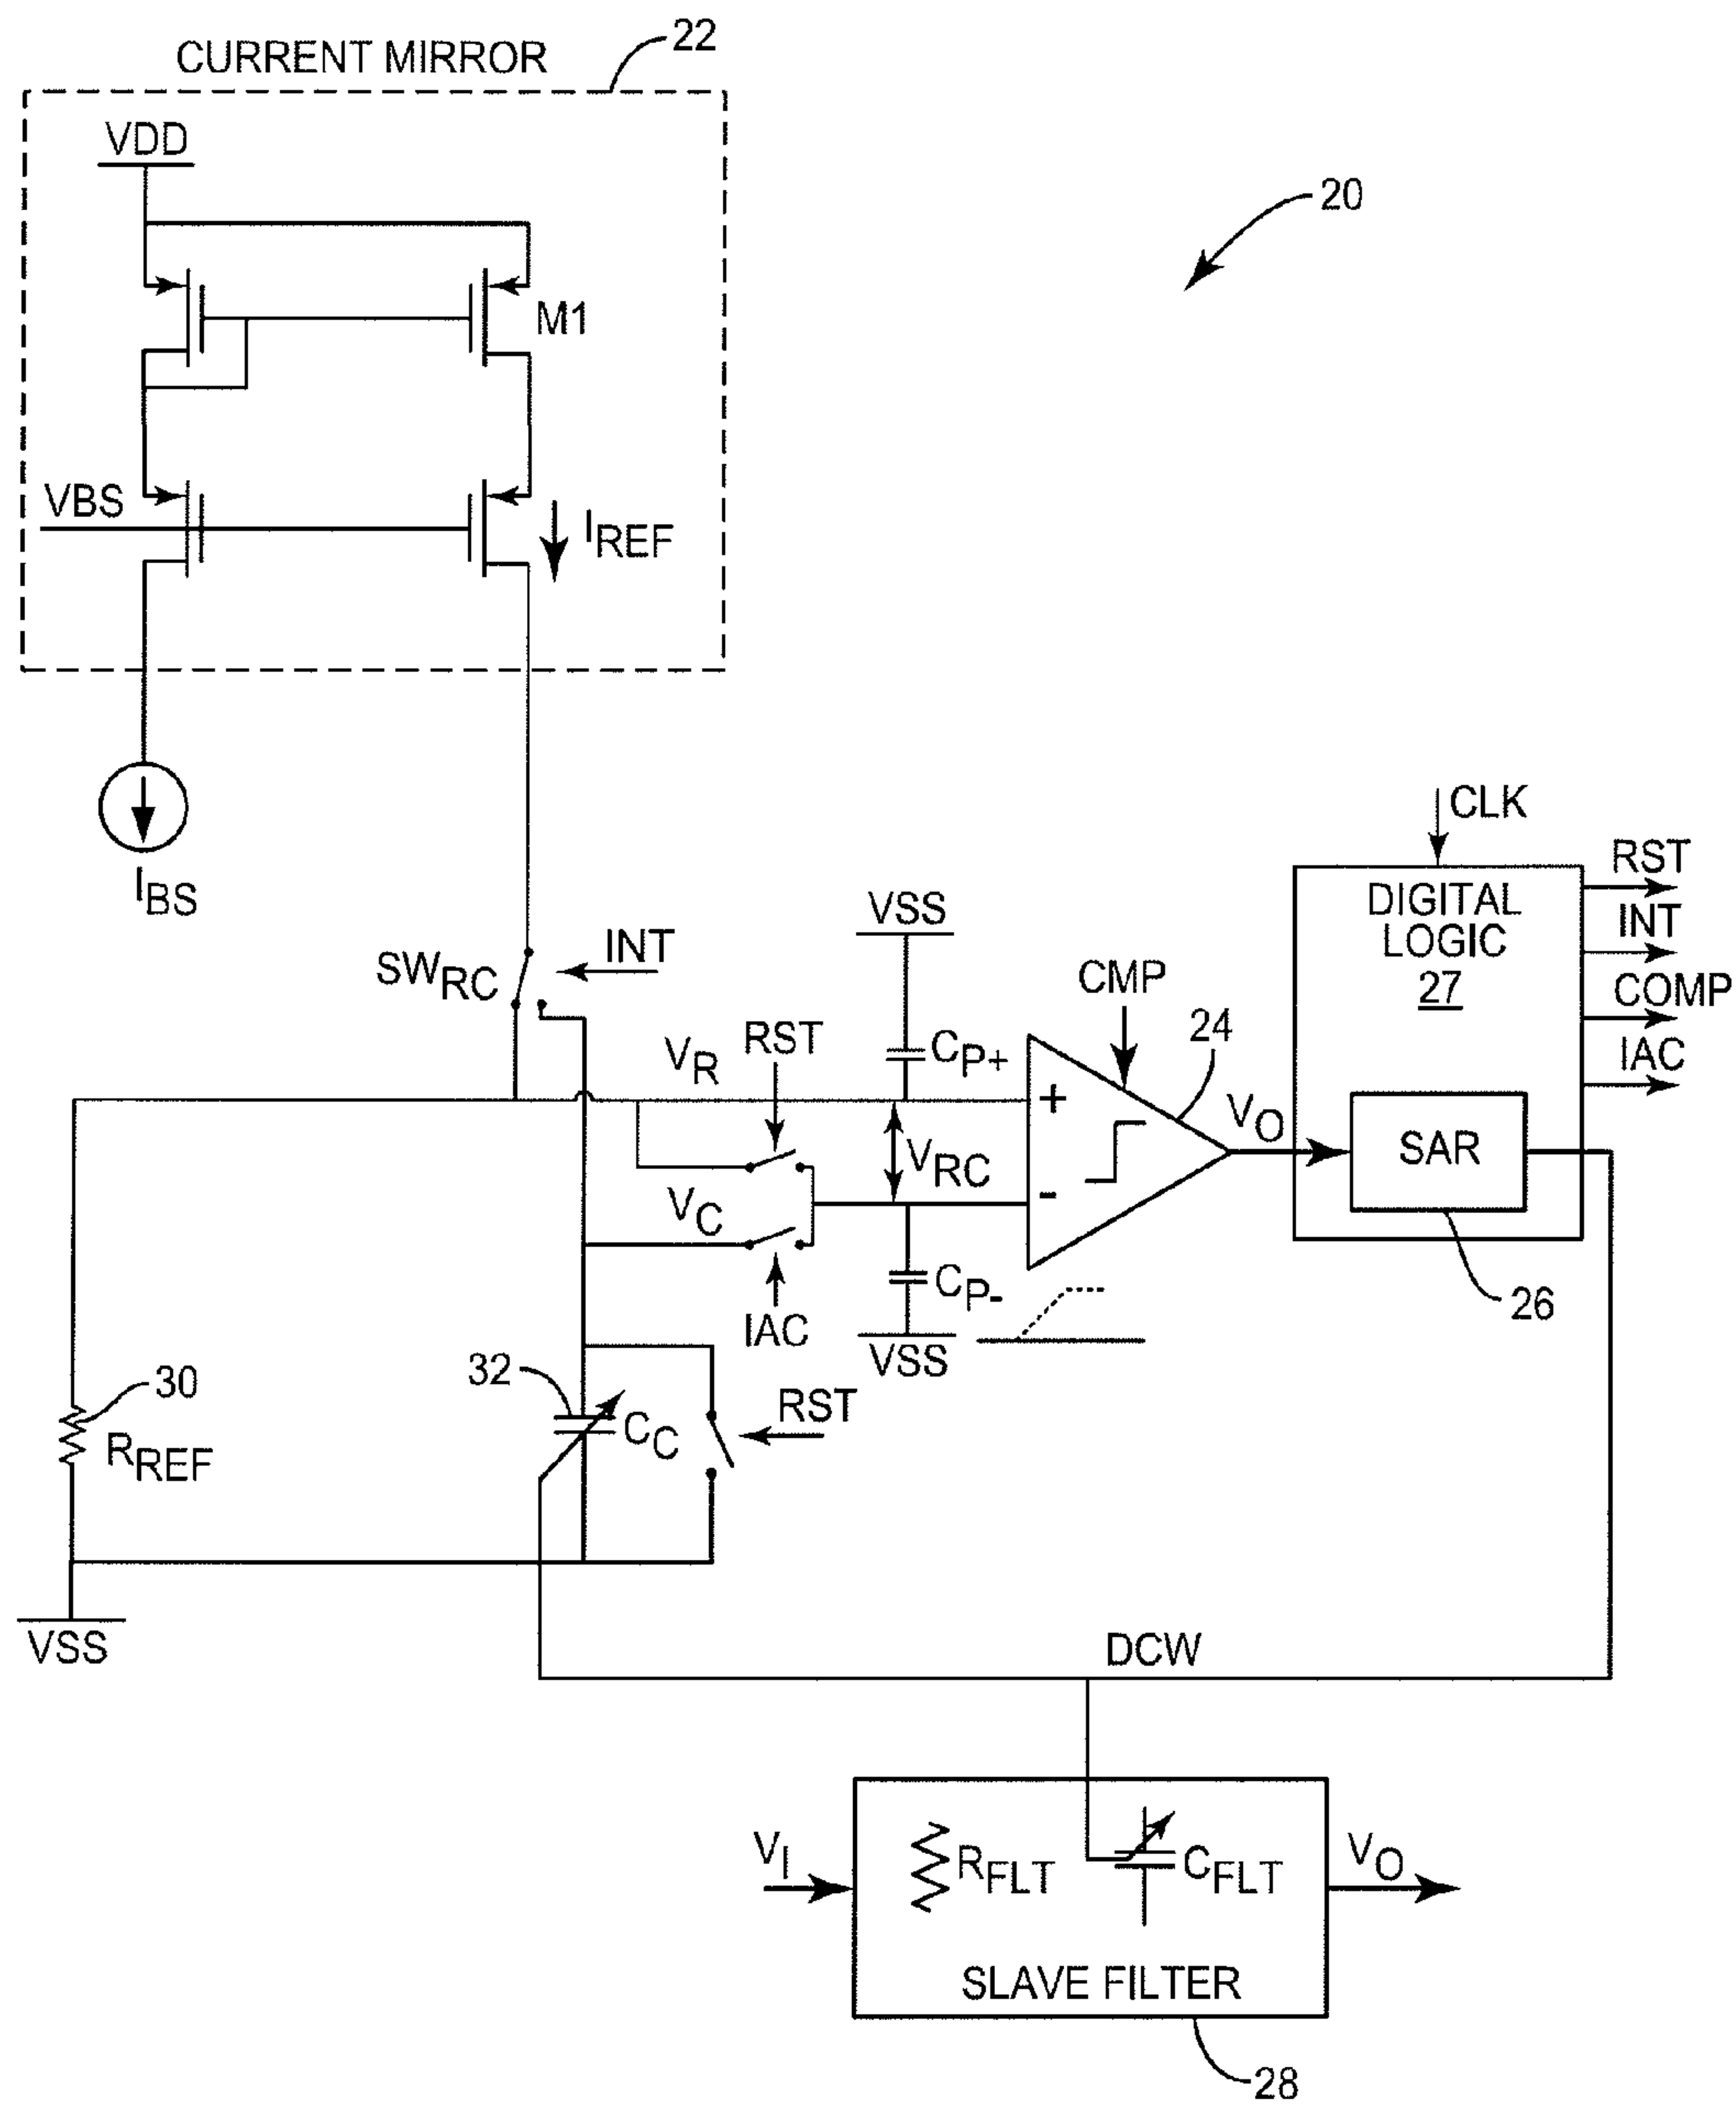 CURRENT MIRROR
22
VDD
20
M1
VBS
IREF
IBS
CLK
RST
DIGITAL
LOGIC
27
INT
COMP
IAC
VSS
SWRC
INT
CMP
24
CP+
VR
RST
+
VO
SAR
VRC
VC
-
CP-
26
IAC
VSS
32
30
RST
CC
RREF
VSS
DCW
VI
RFLT
CFLT
VO
SLAVE FILTER
28